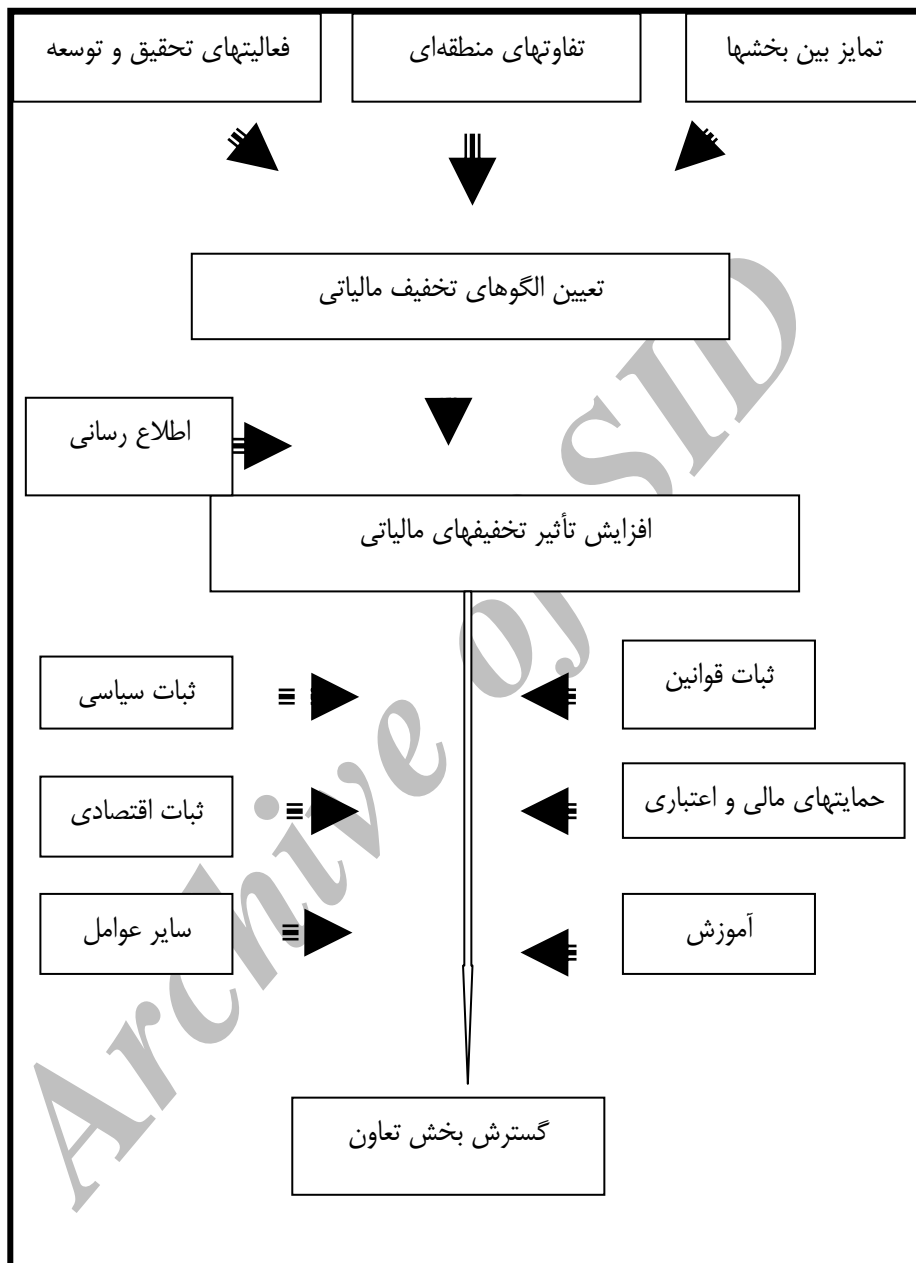 تمایز بین بخشها
تفاوتهای منطقه‌ای
فعالیتهای تحقیق و توسعه
تعیین الگوهای تخفیف مالیاتی
اطلاع رسانی
افزایش تأثیر تخفیفهای مالیاتی
ثبات قوانین
ثبات سیاسی
حمایتهای مالی و اعتباری
ثبات اقتصادی
آموزش
سایر عوامل
گسترش بخش تعاون
Archive of SID